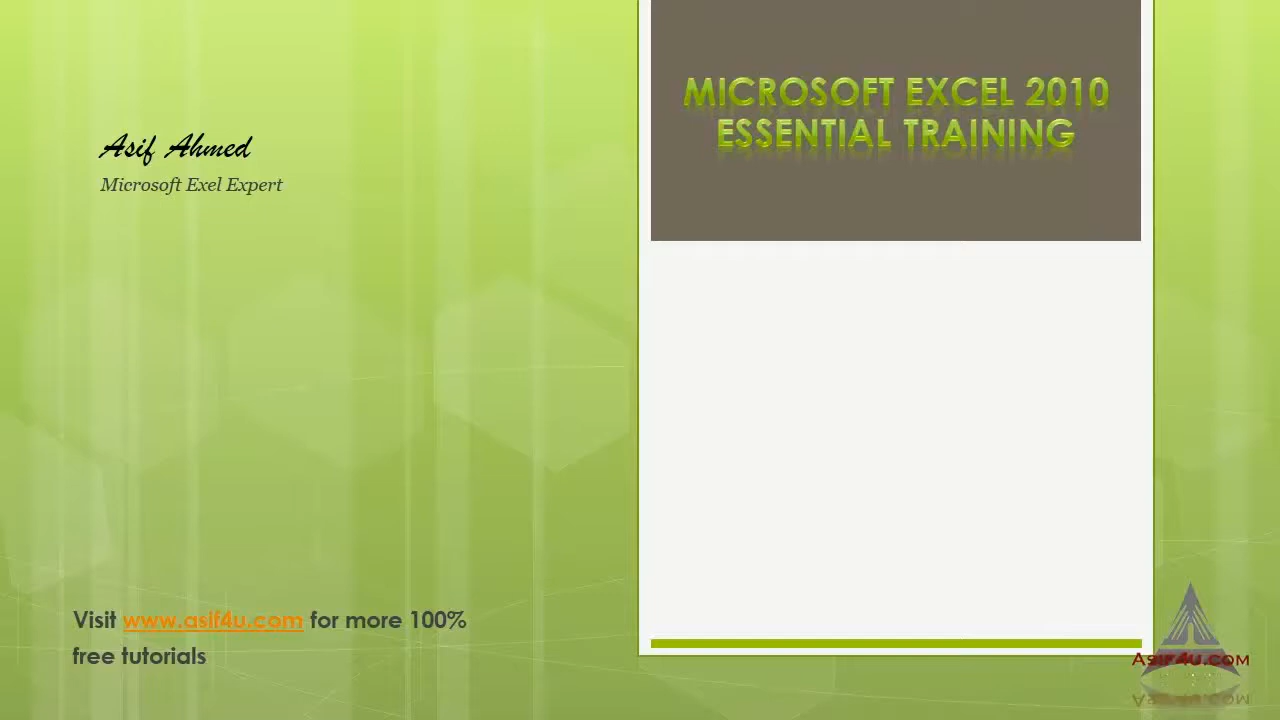 MICROSOFT EXCEL 2010
ESSENTIAL TRAINING
Asif Ahmed
Microsoft Exel Expert
Visit www.asif4u.com for more 100%
free tutorials
Asif4u.com